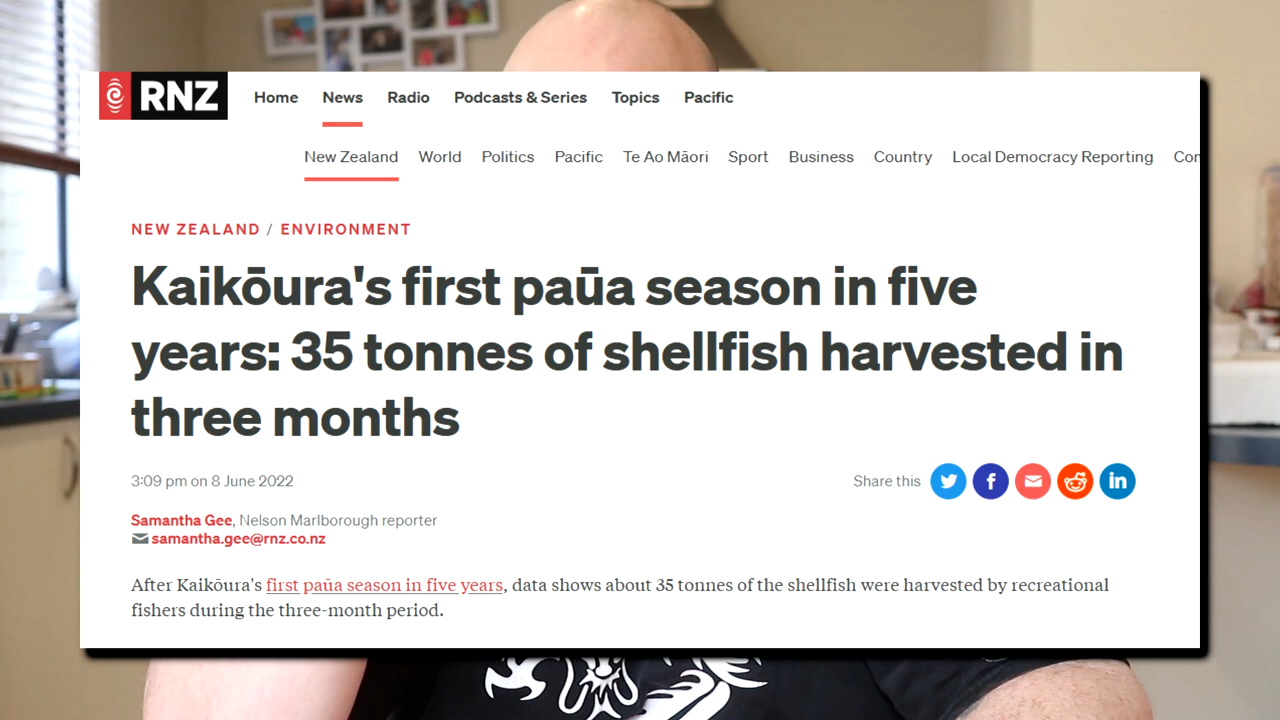 RNZ Home News Radio Podcasts & Series Topics Pacific
New Zealand World Politics Pacific Te Ao Māori Sport Business Country Local Democracy Reporting
NEW ZEALAND / ENVIRONMENT
Kaikōura's first paūa season in five
years: 35 tonnes of shellfish harvested in
three months
3:09 pm on 8 June 2022
Share this
Samantha Gee, Nelson Marlborough reporter
samantha.gee@rnz.co.nz
After Kaikōura's first paūa season in five years, data shows about 35 tonnes of the shellfish were harvested by recreational
fishers during the three-month period.